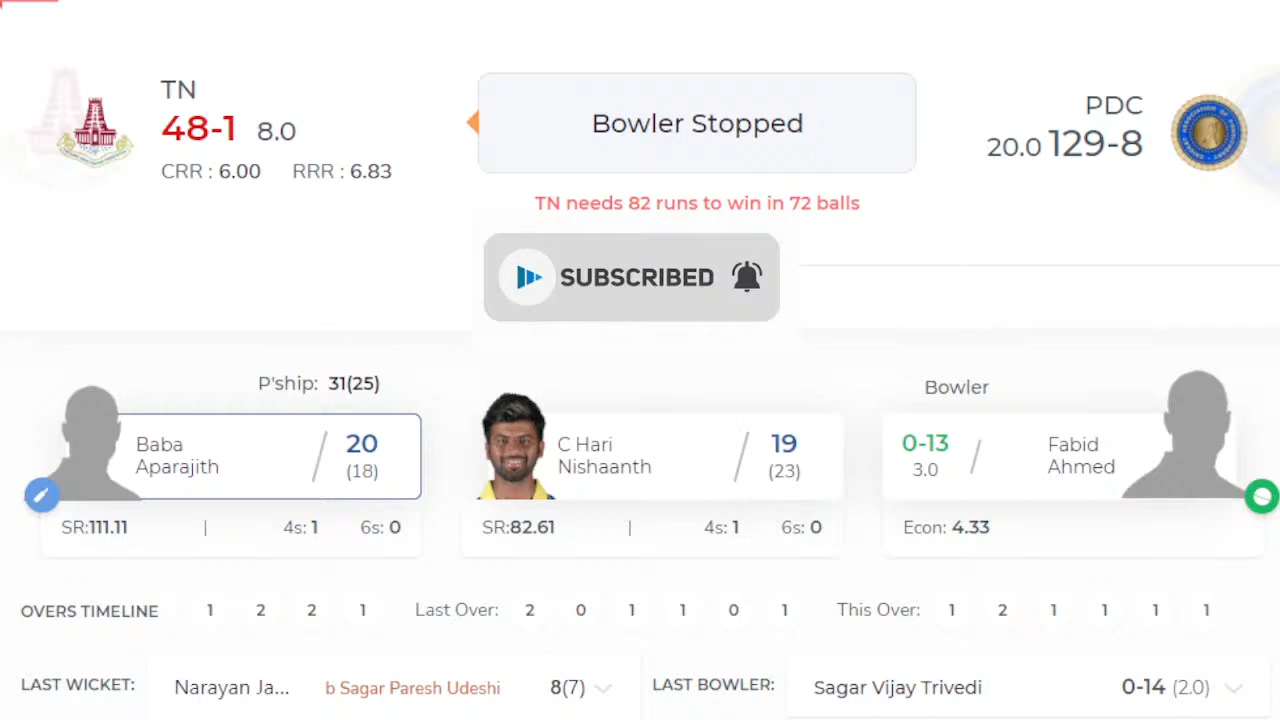 TN
48-1 8.0
CRR : 6.00 RRR : 6.83
Bowler Stopped
TN needs 82 runs to win in 72 balls
PDC
20.0 129-8
SUBSCRIBED
P'ship: 31(25)
Baba Aparajith / 20 (18)
SR:111.11 | 4s: 1 6s: 0
C Hari Nishaanth / 19 (23)
SR:82.61 | 4s: 1 6s: 0
Bowler
0-13 3.0 / Fabid Ahmed
Econ: 4.33
OVERS TIMELINE 1 2 2 1 Last Over: 2 0 1 1 0 1 This Over: 1 2 1 1 1 1
LAST WICKET: Narayan Ja... b Sagar Paresh Udeshi 8(7) LAST BOWLER: Sagar Vijay Trivedi 0-14 (2.0)